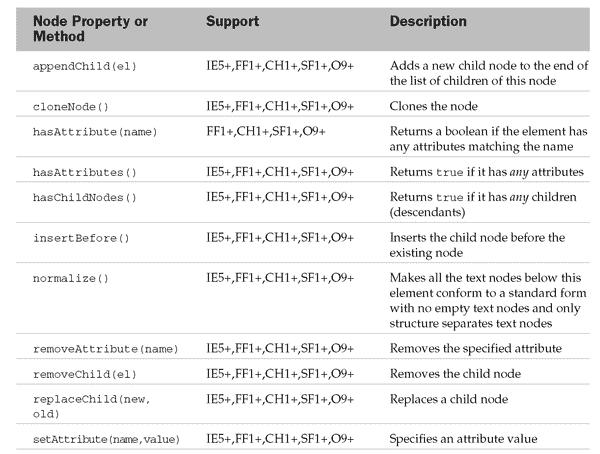 Node Property or Support Description
Method
appendChild(el) IE5+,FF1+,CH1+,SF1+,O9+ Adds a new child node to the end of
the list of children of this node
cloneNode() IE5+,FF1+,CH1+,SF1+,O9+ Clones the node
hasAttribute(name) FF1+,CH1+,SF1+,O9+ Returns a boolean if the element has
any attributes matching the name
hasAttributes() IE5+,FF1+,CH1+,SF1+,O9+ Returns true if it has any attributes
hasChildNodes() IE5+,FF1+,CH1+,SF1+,O9+ Returns true if it has any children
(descendants)
insertBefore() IE5+,FF1+,CH1+,SF1+,O9+ Inserts the child node before the
existing node
normalize() IE5+,FF1+,CH1+,SF1+,O9+ Makes all the text nodes below this
element conform to a standard form
with no empty text nodes and only
structure separates text nodes
removeAttribute(name) IE5+,FF1+,CH1+,SF1+,O9+ Removes the specified attribute
removeChild(el) IE5+,FF1+,CH1+,SF1+,O9+ Removes the child node
replaceChild(new, IE5+,FF1+,CH1+,SF1+,O9+ Replaces a child node
old)
setAttribute(name,value) IE5+,FF1+,CH1+,SF1+,O9+ Specifies an attribute value